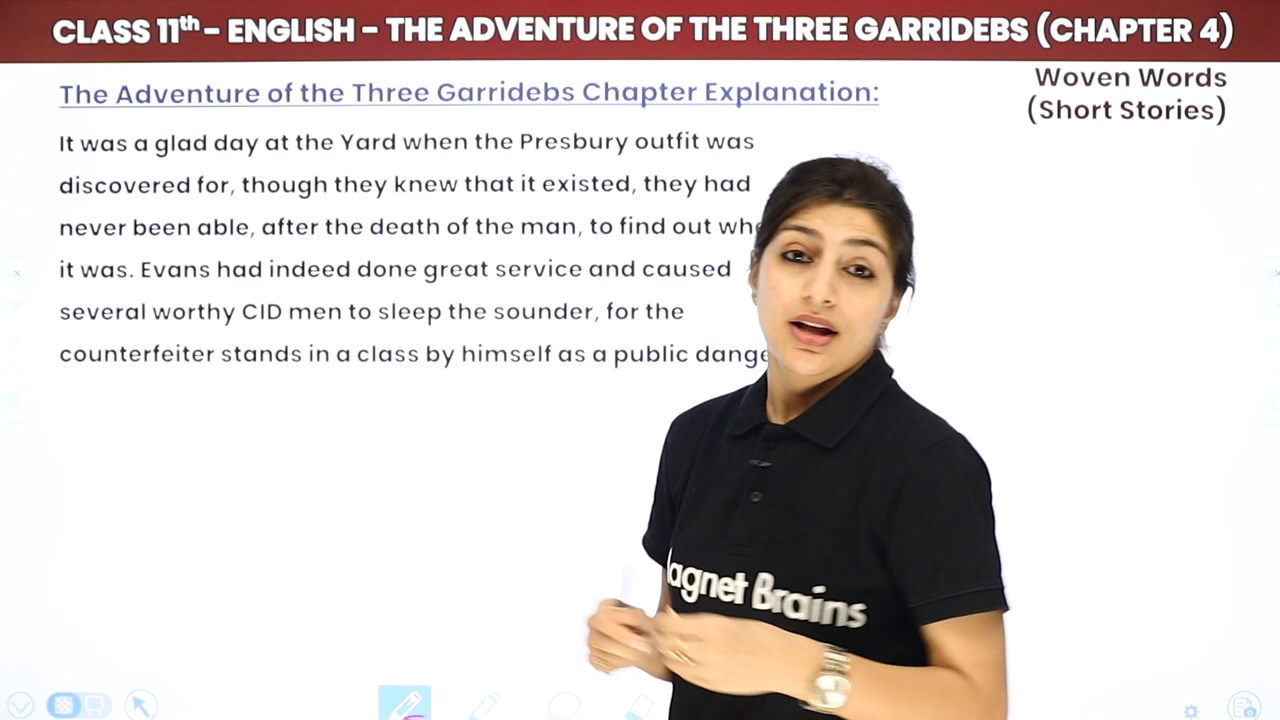 CLASS 11th - ENGLISH - THE ADVENTURE OF THE THREE GARRIDEBS (CHAPTER 4)
The Adventure of the Three Garridebs Chapter Explanation:
Woven Words
(Short Stories)
It was a glad day at the Yard when the Presbury outfit was
discovered for, though they knew that it existed, they had
never been able, after the death of the man, to find out
it was. Evans had indeed done great service and caused
several worthy CID men to sleep the sounder, for the
counterfeiter stands in a class by himself as a public
agnet Brains